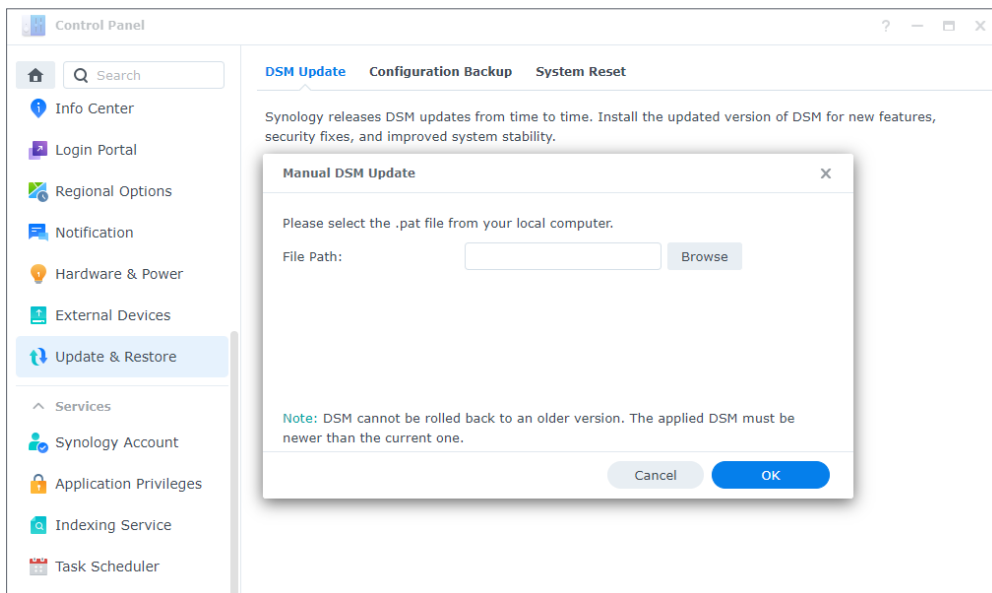 Control Panel
Search
Info Center
Login Portal
Regional Options
Notification
Hardware & Power
External Devices
Update & Restore
Services
Synology Account
Application Privileges
Indexing Service
Task Scheduler
DSM Update Configuration Backup System Reset
Synology releases DSM updates from time to time. Install the updated version of DSM for new features,
security fixes, and improved system stability.
Manual DSM Update
Please select the .pat file from your local computer.
File Path:
Browse
Note: DSM cannot be rolled back to an older version. The applied DSM must be
newer than the current one.
Cancel OK